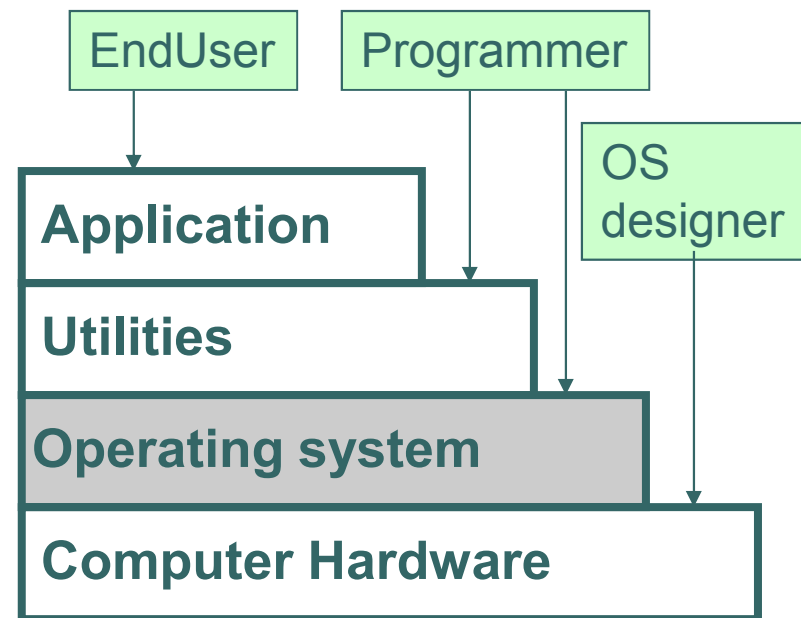 EndUser
Programmer
OS
designer
Application
Utilities
Operating system
Computer Hardware